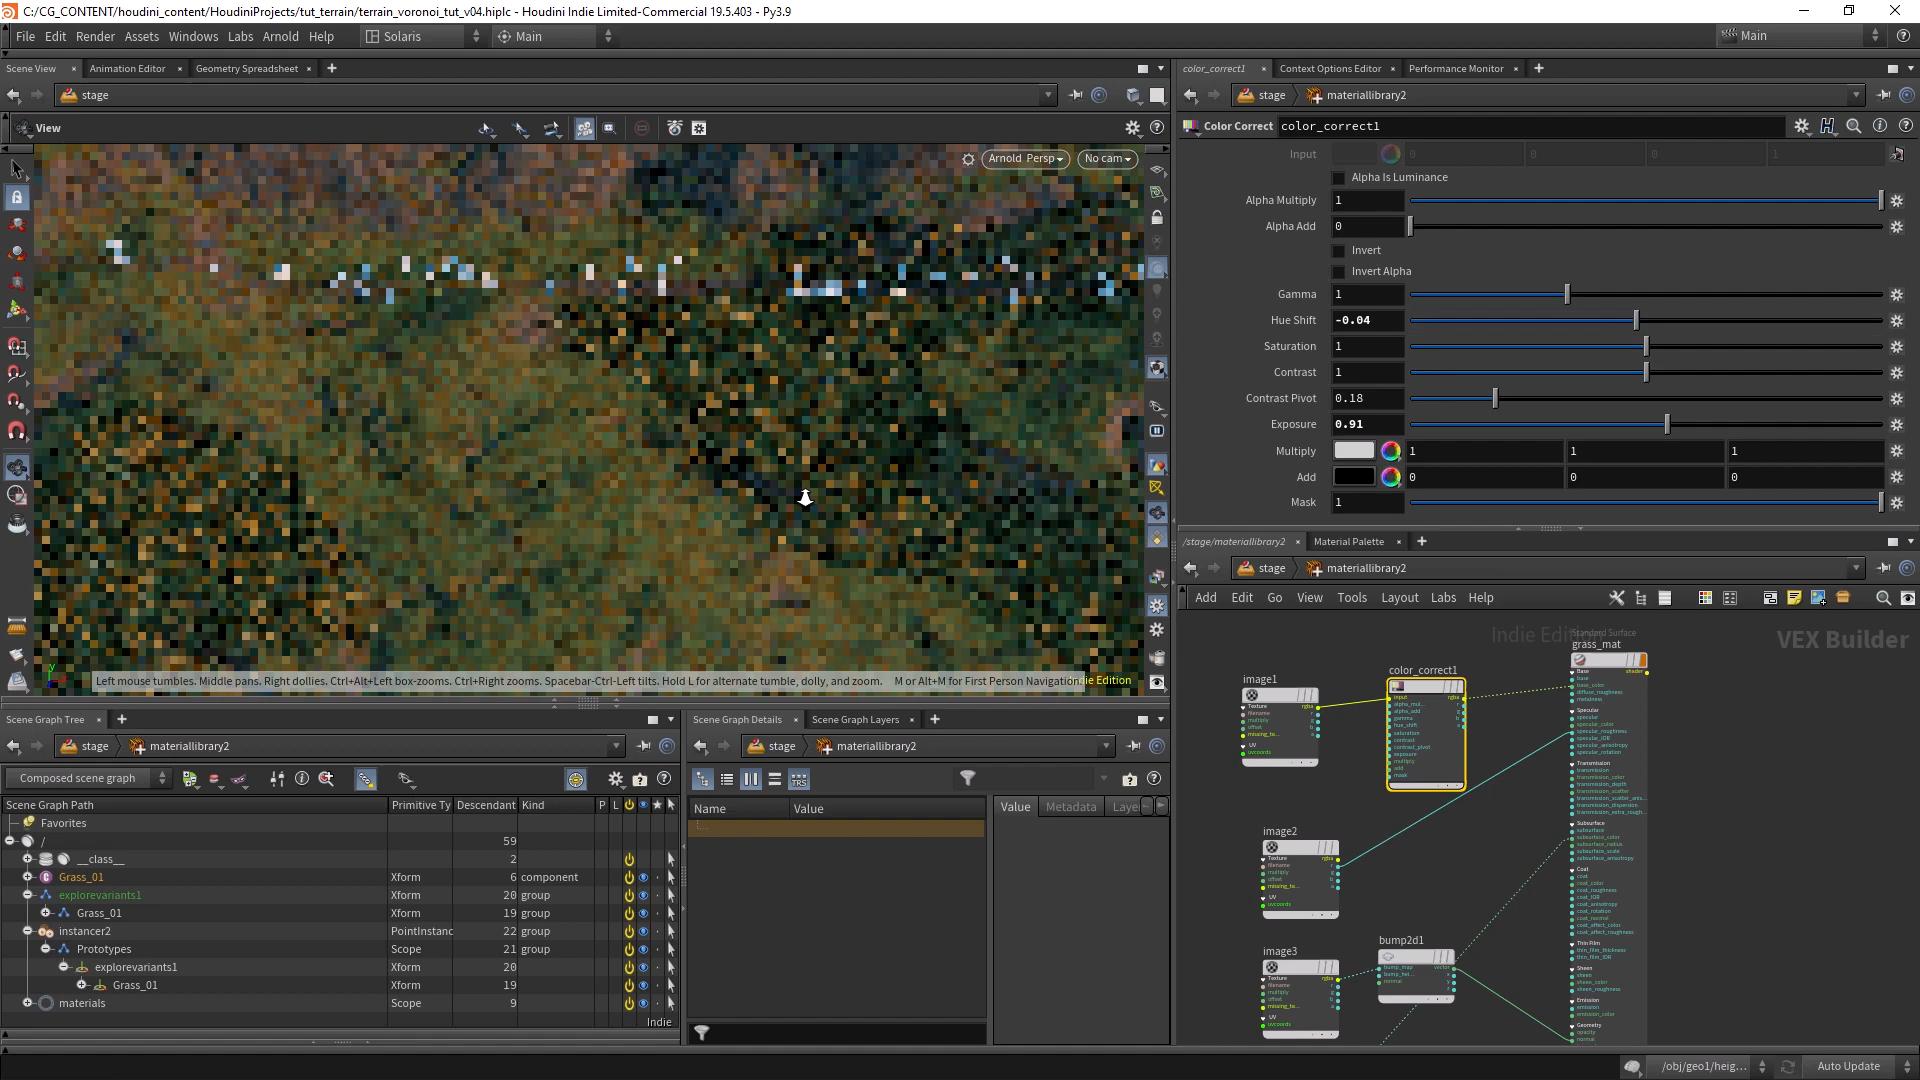 C:/CG_CONTENT/houdini_content/HoudiniProjects/tut_terrain/terrain_voronoi_tut_v04.hiplc - Houdini Indie Limited-Commercial 19.5.403 - Py3.9
File Edit Render Assets Windows Labs Arnold Help Solaris Main Main
Scene View Animation Editor Geometry Spreadsheet
stage
View
Arnold Persp No cam
Left mouse tumbles. Middle pans. Right dollies. Ctrl+Alt+Left box-zooms. Ctrl+Right zooms. Spacebar-Ctrl-Left tilts. Hold L for alternate tumble, dolly, and zoom. M or Alt+M for First Person Navigation.
Indie Edition
color_correct1 Context Options Editor Performance Monitor
stage materiallibrary2
Color Correct color_correct1
Input 0 0 0 1
Alpha Is Luminance
Alpha Multiply 1
Alpha Add 0
Invert
Invert Alpha
Gamma 1
Hue Shift -0.04
Saturation 1
Contrast 1
Contrast Pivot 0.18
Exposure 0.91
Multiply 1 1 1
Add 0 0 0
Mask 1
/stage/materiallibrary2 Material Palette
stage materiallibrary2
Add Edit Go View Tools Layout Labs Help
VEX Builder
Standard Surface
grass_mat
color_correct1
image1
image2
image3
bump2d1
Scene Graph Tree
stage materiallibrary2
Composed scene graph
Scene Graph Path Primitive Ty Descendant Kind P L
Favorites
/ 59
__class__ 2
Grass_01 Xform 6 component
explorevariants1 Xform 20 group
Grass_01 Xform 19 group
instancer2 PointInstanc 22 group
Prototypes Scope 21 group
explorevariants1 Xform 20
Grass_01 Xform 19
materials Scope 9
Indie
Scene Graph Details Scene Graph Layers
stage materiallibrary2
TRS
Name Value
Value Metadata Laye
/obj/geo1/heig... Auto Update